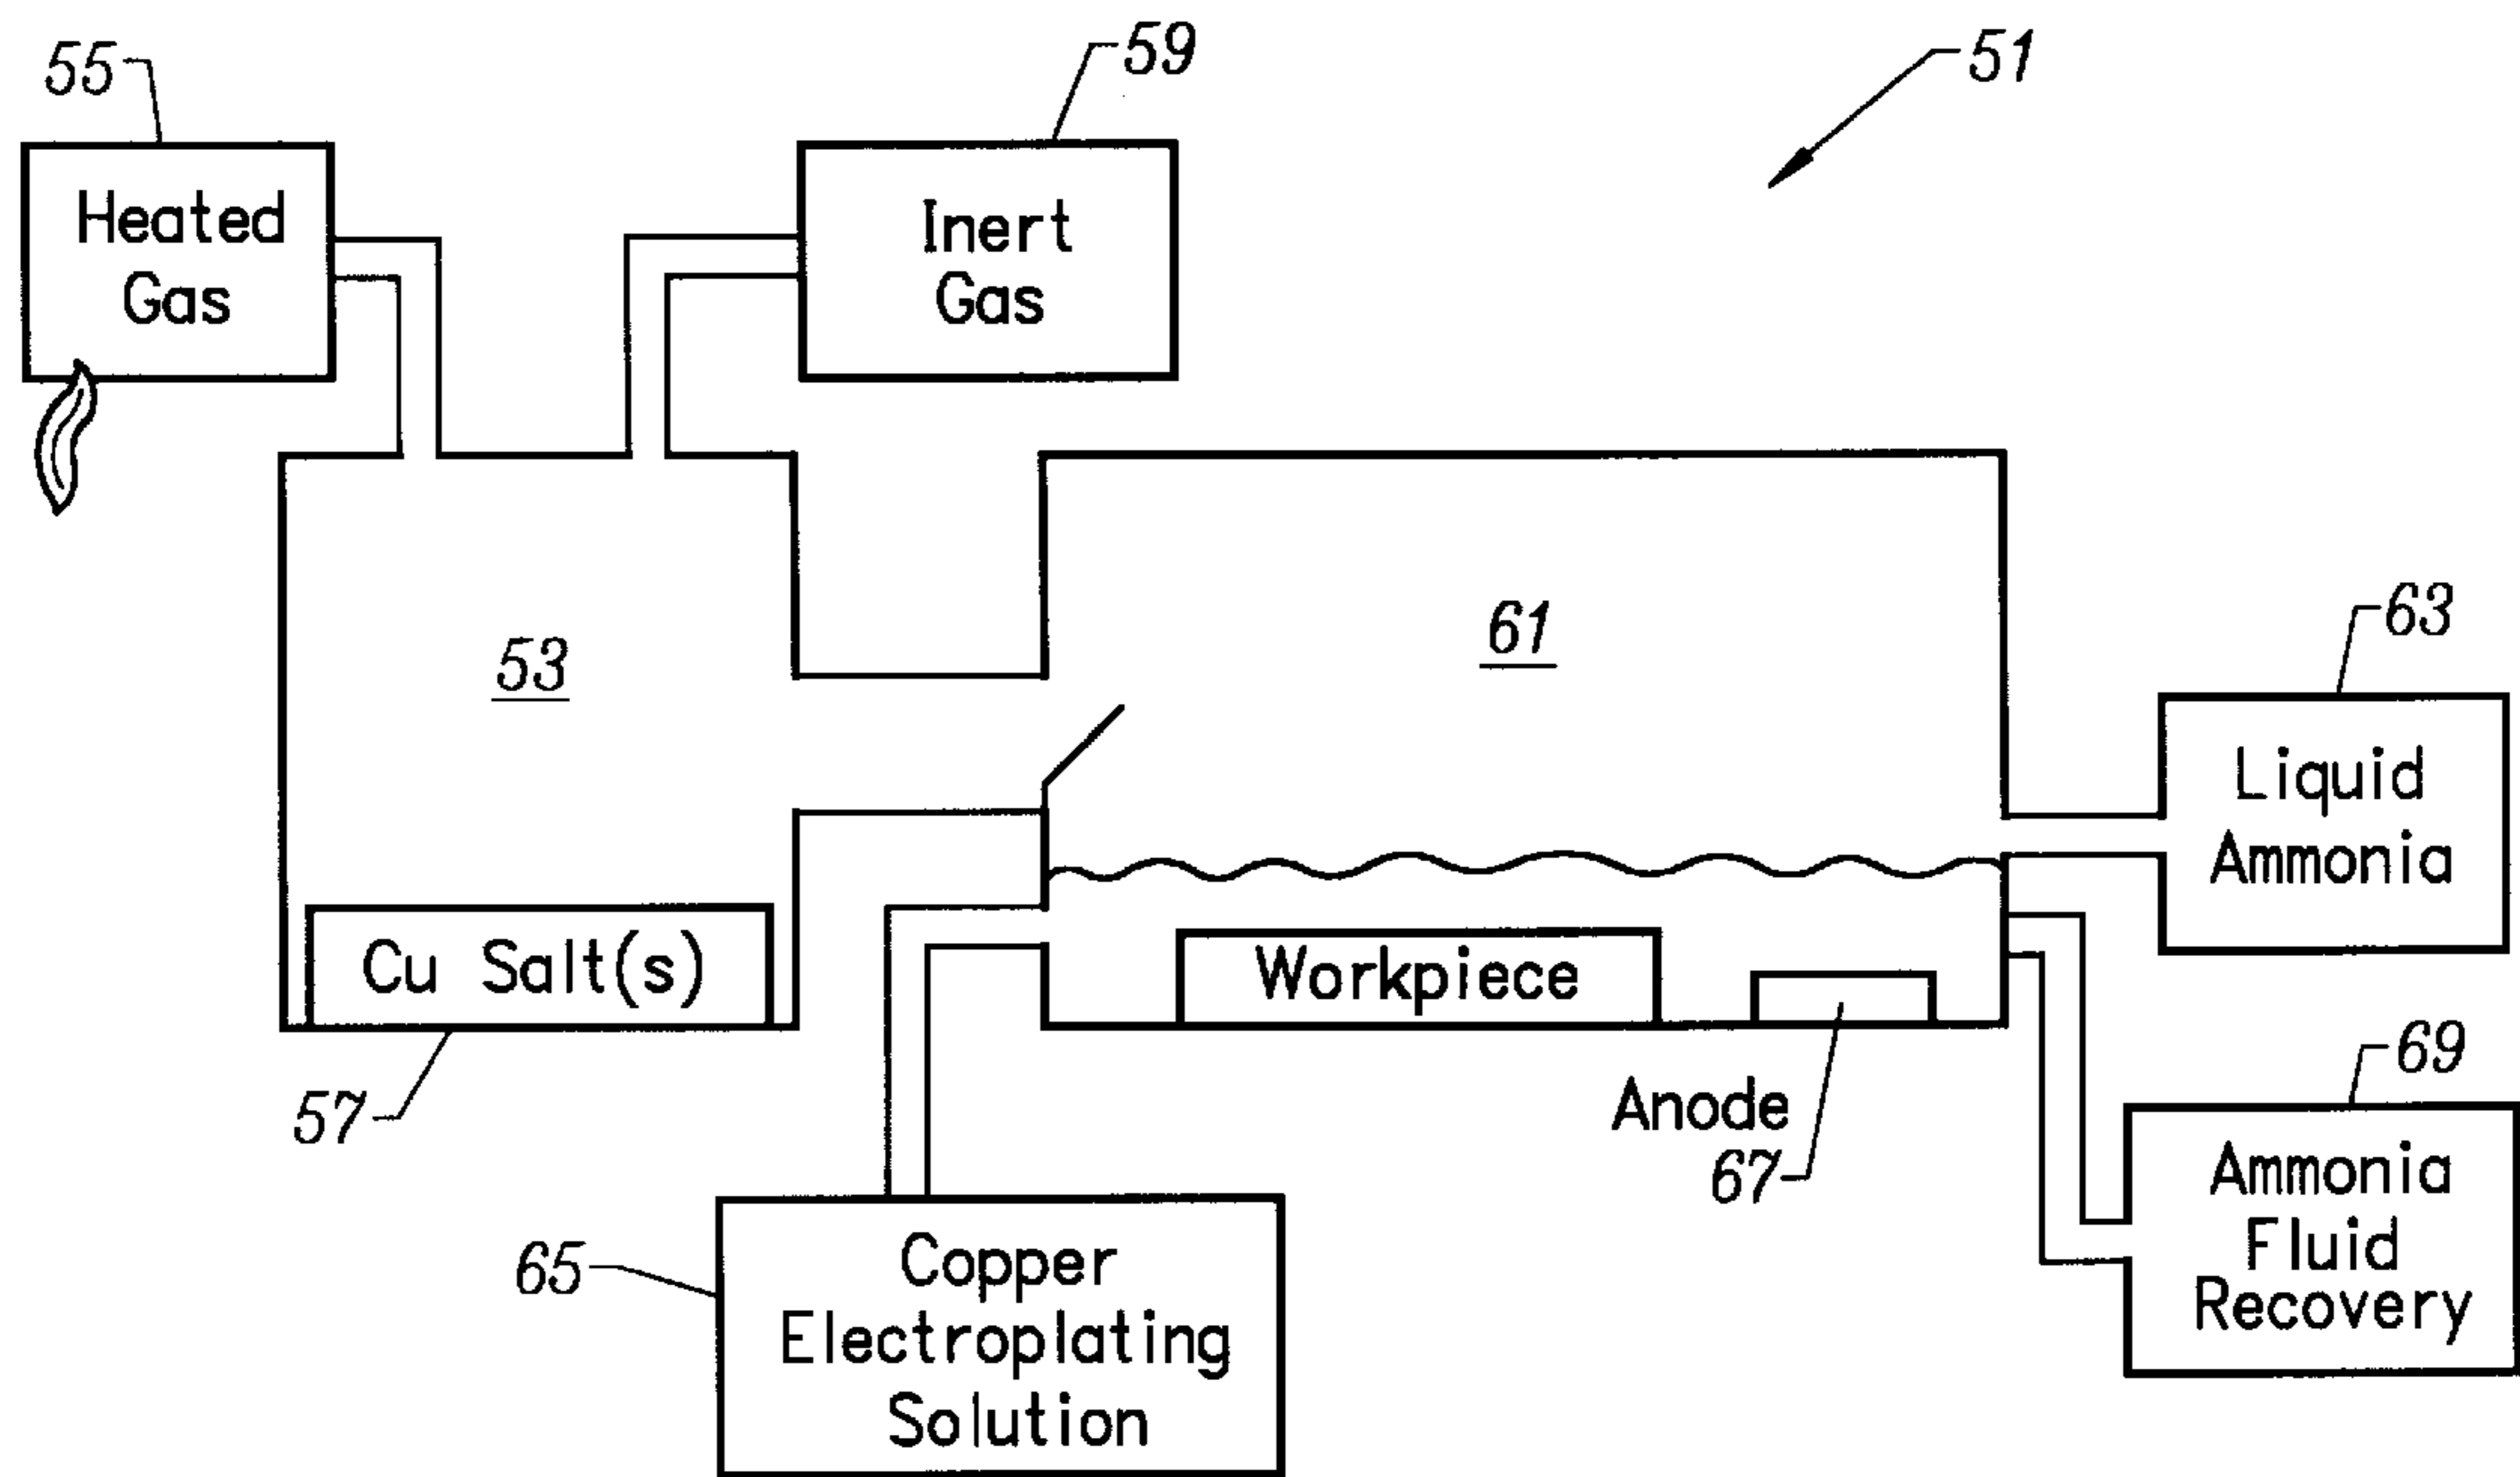 55
59
51
Heated
Gas
Inert
Gas
53
61
63
Liquid
Ammonia
Cu Salt(s)
Workpiece
57
Anode
67
69
Ammonia
Fluid
Recovery
65
Copper
Electroplating
Solution